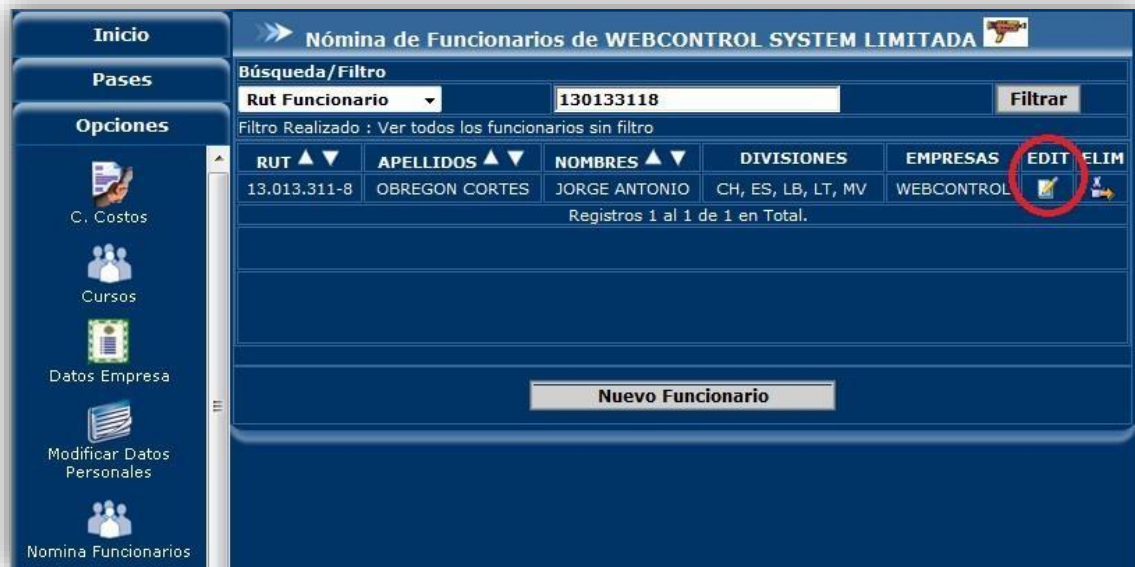 Inicio
Pases
Opciones
C. Costos
Cursos
Datos Empresa
Modificar Datos
Personales
Nomina Funcionarios
Nómina de Funcionarios de WEBCONTROL SYSTEM LIMITADA
Búsqueda/Filtro
Rut Funcionario 130133118 Filtrar
Filtro Realizado : Ver todos los funcionarios sin filtro
RUT APELLIDOS NOMBRES DIVISIONES EMPRESAS EDIT ELIM
13.013.311-8 OBREGON CORTES JORGE ANTONIO CH, ES, LB, LT, MV WEBCONTROL
Registros 1 al 1 de 1 en Total.
Nuevo Funcionario